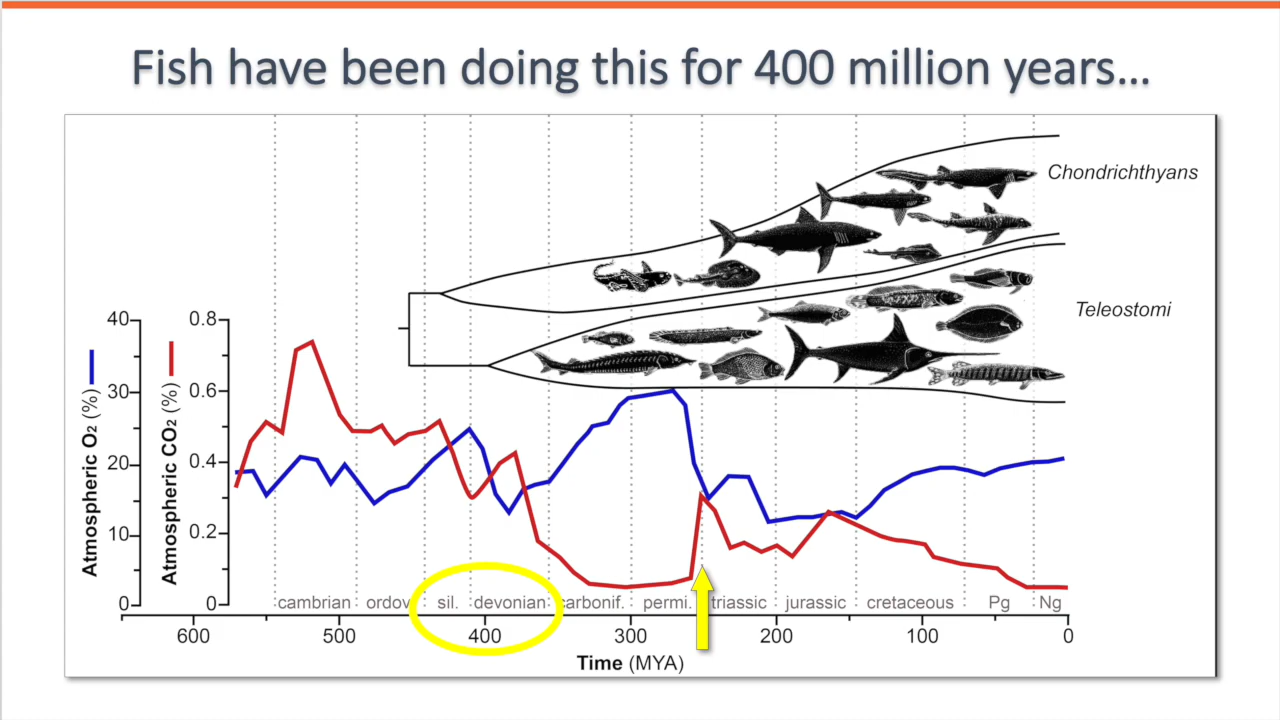 Fish have been doing this for 400 million years…
Chondrichthyans
Teleostomi
Atmospheric O2 (%)
40
30
20
10
0
Atmospheric CO2 (%)
0.8
0.6
0.4
0.2
0
cambrian
ordov
sil.
devonian
carbonif.
permi.
triassic
jurassic
cretaceous
Pg
Ng
600
500
400
300
200
100
0
Time (MYA)